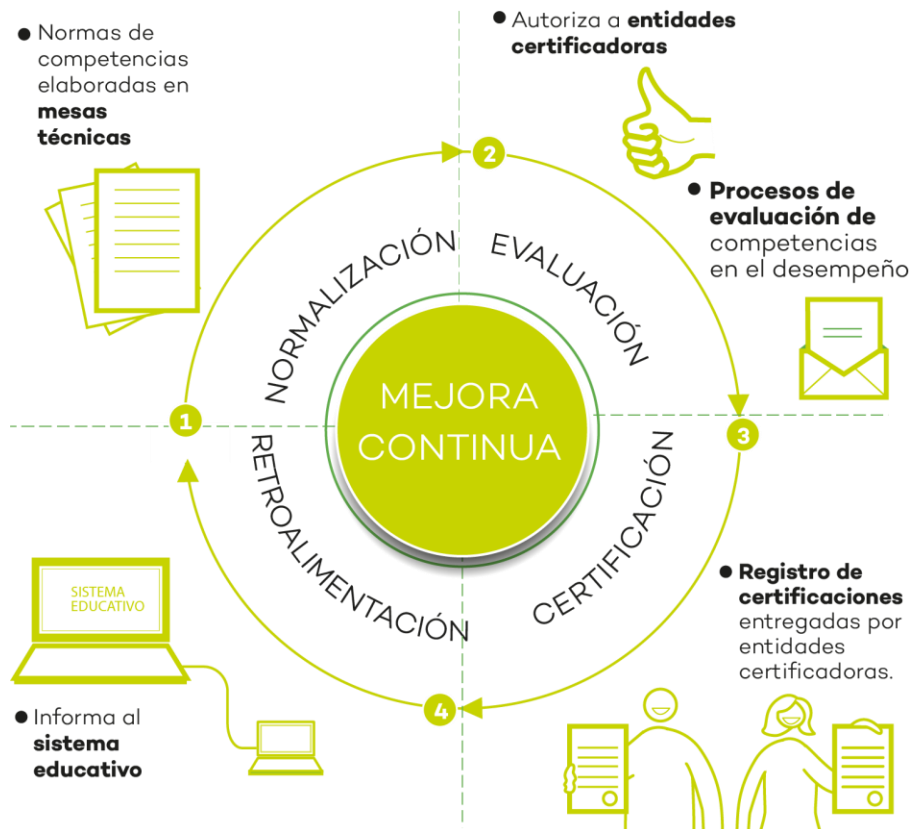 ● Normas de
competencias
elaboradas en
mesas
técnicas
● Autoriza a entidades
certificadoras
2
● Procesos de
evaluación de
competencias
en el desempeño
NORMALIZACIÓN
EVALUACIÓN
MEJORA
CONTINUA
1
3
RETROALIMENTACIÓN
CERTIFICACIÓN
SISTEMA
EDUCATIVO
● Informa al
sistema
educativo
4
● Registro de
certificaciones
entregadas por
entidades
certificadoras.